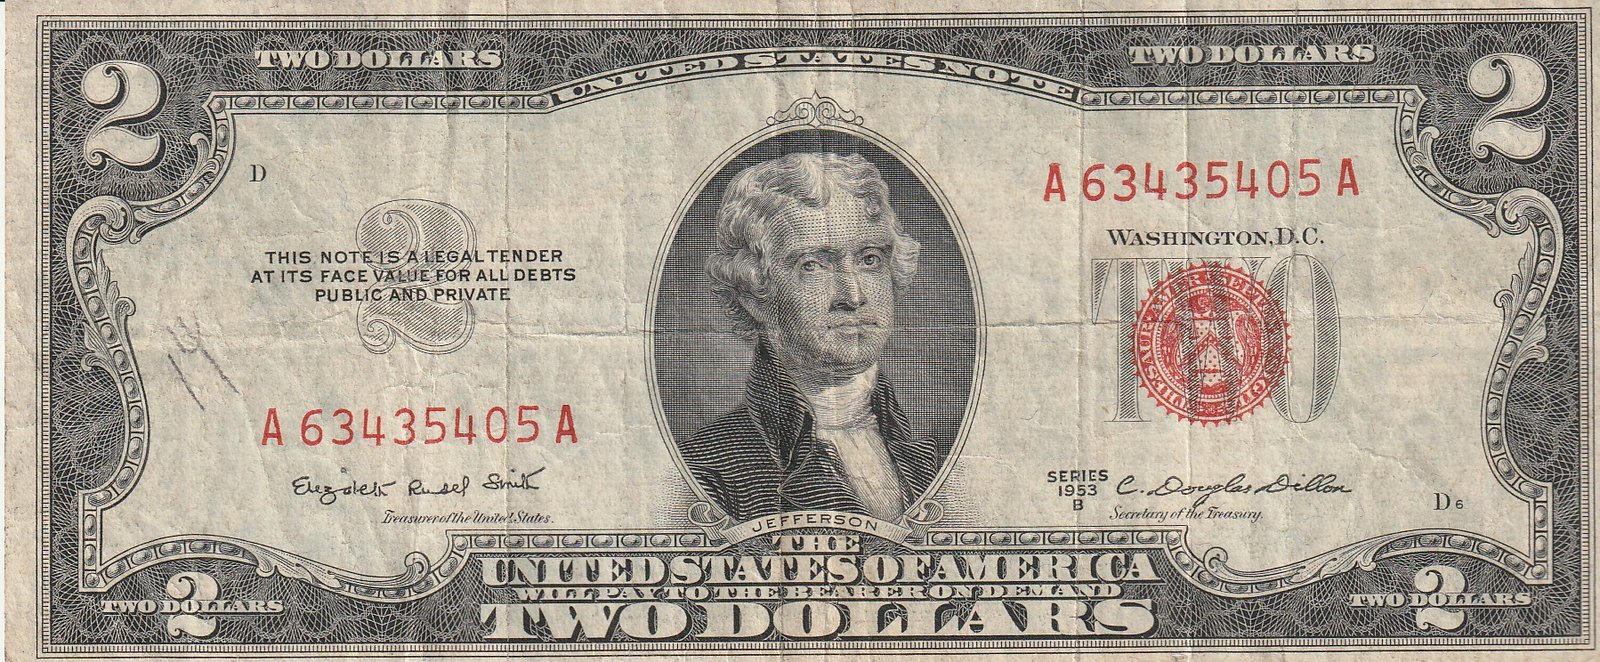 TWO DOLLARS
UNITED STATES NOTE
TWO DOLLARS
2
2
D
A 63435405 A
WASHINGTON, D.C.
2
THIS NOTE IS A LEGAL TENDER
AT ITS FACE VALUE FOR ALL DEBTS
PUBLIC AND PRIVATE
TWO
14
A 63435405 A
Elizabeth Rudel Smith
Treasurer of the United States.
SERIES
1953
B
C. Douglas Dillon
Secretary of the Treasury.
D 6
JEFFERSON
THE
UNITED STATES OF AMERICA
WILL PAY TO THE BEARER ON DEMAND
TWO DOLLARS
2
TWO DOLLARS
2
TWO DOLLARS